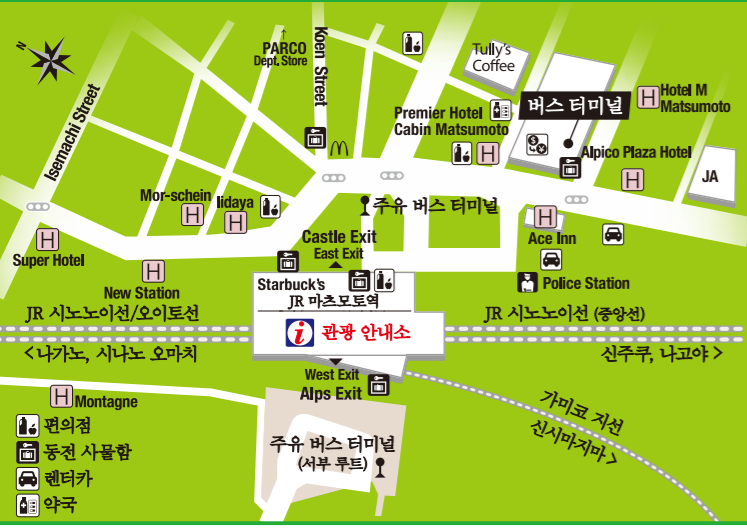 N
PARCO
Dept. Store
Koen Street
Isemachi Street
Tully's
Coffee
버스 터미널
Hotel M
Matsumoto
H
Premier Hotel
Cabin Matsumoto
H
Alpico Plaza Hotel
H
JA
Mor-schein
H
Iidaya
H
주유 버스 터미널
Castle Exit
East Exit
H
Ace Inn
Super Hotel
H
New Station
H
Starbuck's
JR 마츠모토역
Police Station
JR 시노노이선/오이토선
i 관광 안내소
JR 시노노이선 (중앙선)
<나가노, 시나노 오마치
신주쿠, 나고야>
West Exit
Alps Exit
H Montagne
가미코 지선
신시마지마>
편의점
동전 사물함
렌터카
약국
주유 버스 터미널
(서부 루트)